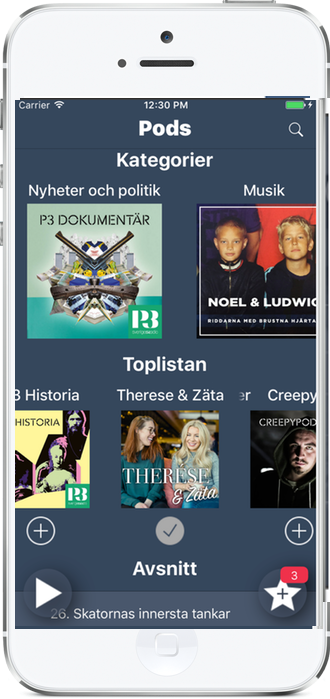 Carrier
12:30 PM
Pods
Kategorier
Nyheter och politik
Musik
P3 DOKUMENTÄR
P3
NOEL & LUDWIG
RIDDARNA MED BRUSTNA HJÄRTA
Toplistan
3 Historia
Therese & Zäta
er
Creepy
HISTORIA
P3
THERESE
& Zäta
CREEPYPOD
Avsnitt
3
26. Skatornas innersta tankar